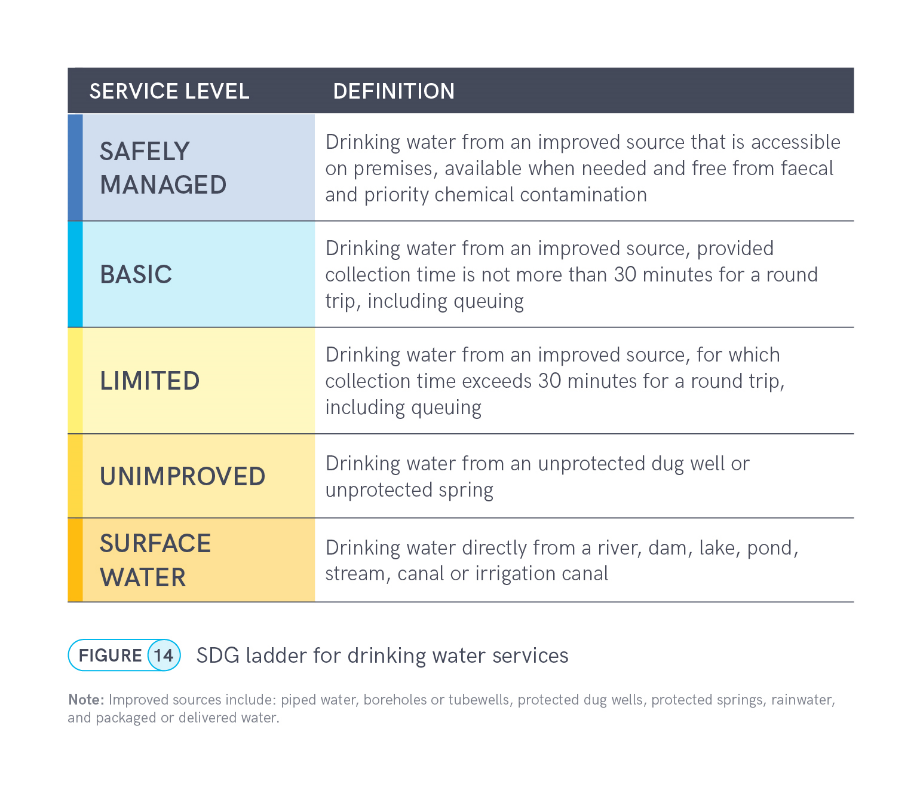 SERVICE LEVEL DEFINITION
SAFELY
MANAGED
Drinking water from an improved source that is accessible
on premises, available when needed and free from faecal
and priority chemical contamination
BASIC
Drinking water from an improved source, provided
collection time is not more than 30 minutes for a round
trip, including queuing
LIMITED
Drinking water from an improved source, for which
collection time exceeds 30 minutes for a round trip,
including queuing
UNIMPROVED
Drinking water from an unprotected dug well or
unprotected spring
SURFACE
WATER
Drinking water directly from a river, dam, lake, pond,
stream, canal or irrigation canal
FIGURE 14 SDG ladder for drinking water services
Note: Improved sources include: piped water, boreholes or tubewells, protected dug wells, protected springs, rainwater,
and packaged or delivered water.